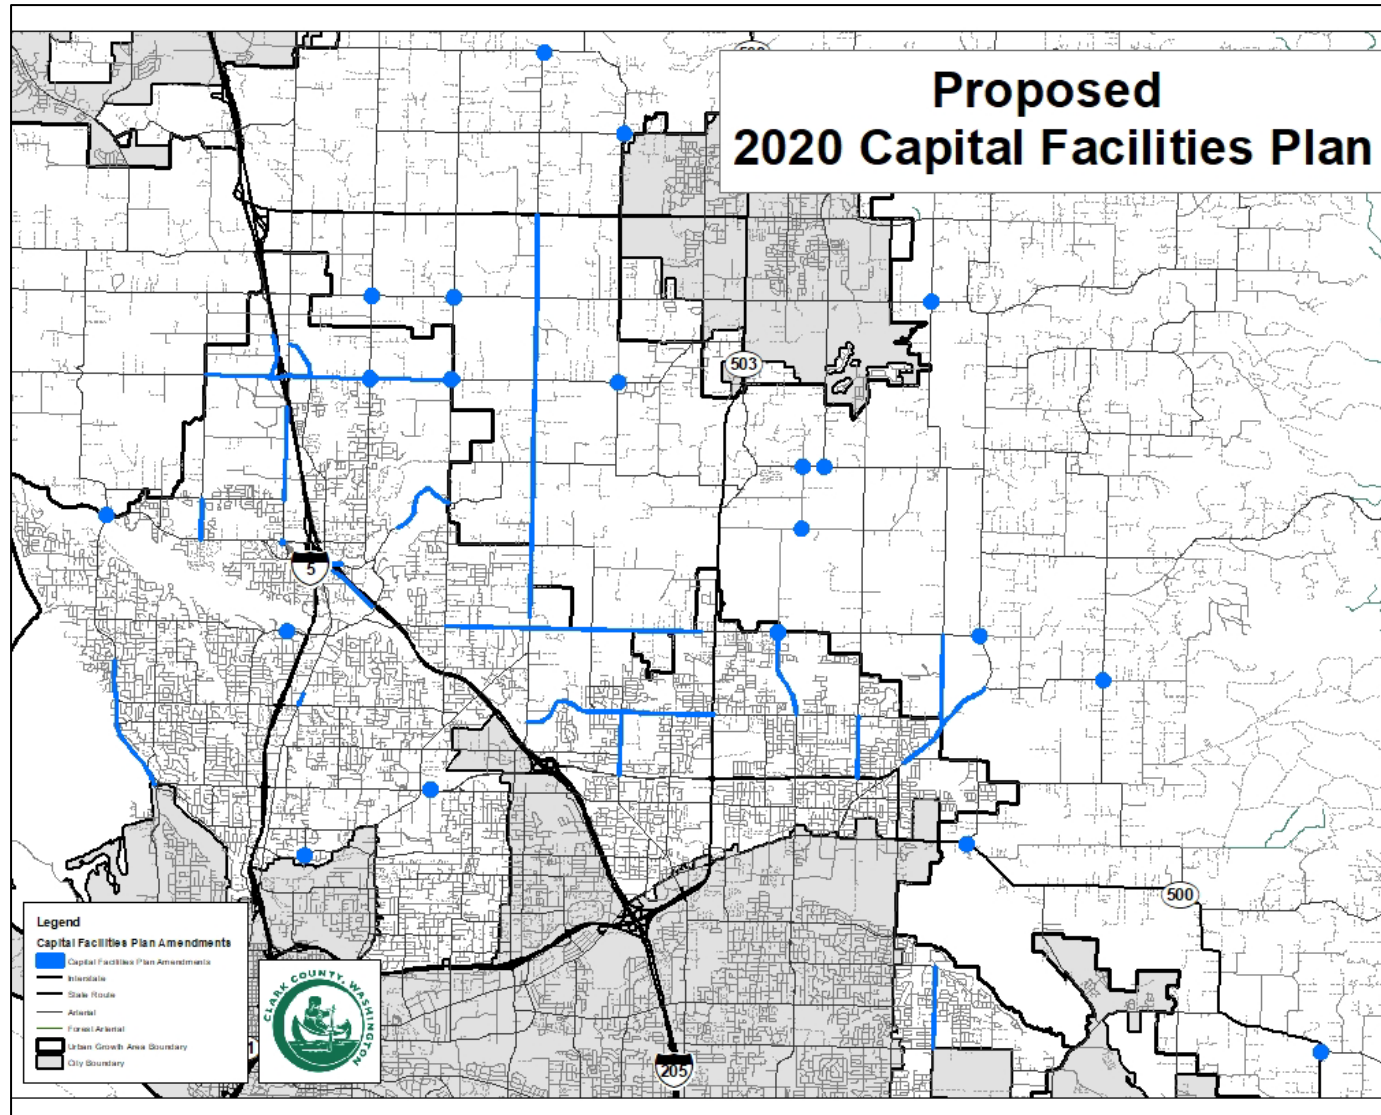 Proposed
2020 Capital Facilities Plan
503
5
500
205
Legend
Capital Facilities Plan Amendments
Capital Facilities Plan Amendments
Interstate
State Route
Arterial
Forest Arterial
Urban Growth Area Boundary
City Boundary
CLARK COUNTY, WASHINGTON